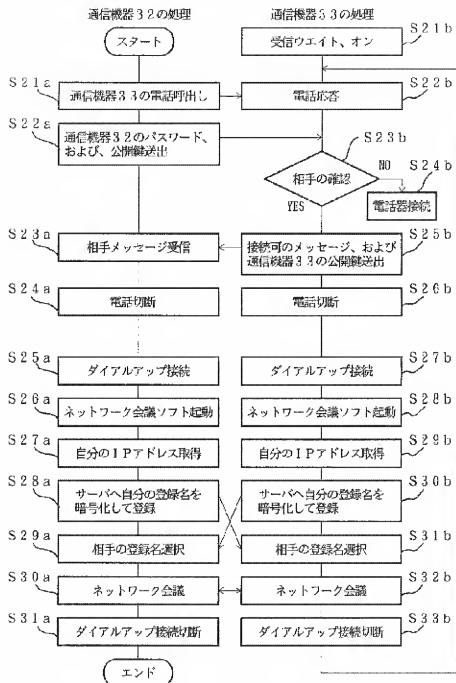 通信機器32の処理
通信機器33の処理
スタート
S21b
受信ウエイト、オン
S21a
通信機器33の電話呼出し
S22b
電話応答
S22a
通信機器32のパスワード、
および、公開鍵送出
S23b
相手の確認
NO
S24b
電話器接続
YES
S23a
相手メッセージ受信
S25b
接続可のメッセージ、および
通信機器33の公開鍵送出
S24a
電話切断
S26b
電話切断
S25a
ダイアルアップ接続
S27b
ダイアルアップ接続
S26a
ネットワーク会議ソフト起動
S28b
ネットワーク会議ソフト起動
S27a
自分のIPアドレス取得
S29b
自分のIPアドレス取得
S28a
サーバへ自分の登録名を
暗号化して登録
S30b
サーバへ自分の登録名を
暗号化して登録
S29a
相手の登録名選択
S31b
相手の登録名選択
S30a
ネットワーク会議
S32b
ネットワーク会議
S31a
ダイアルアップ接続切断
S33b
ダイアルアップ接続切断
エンド